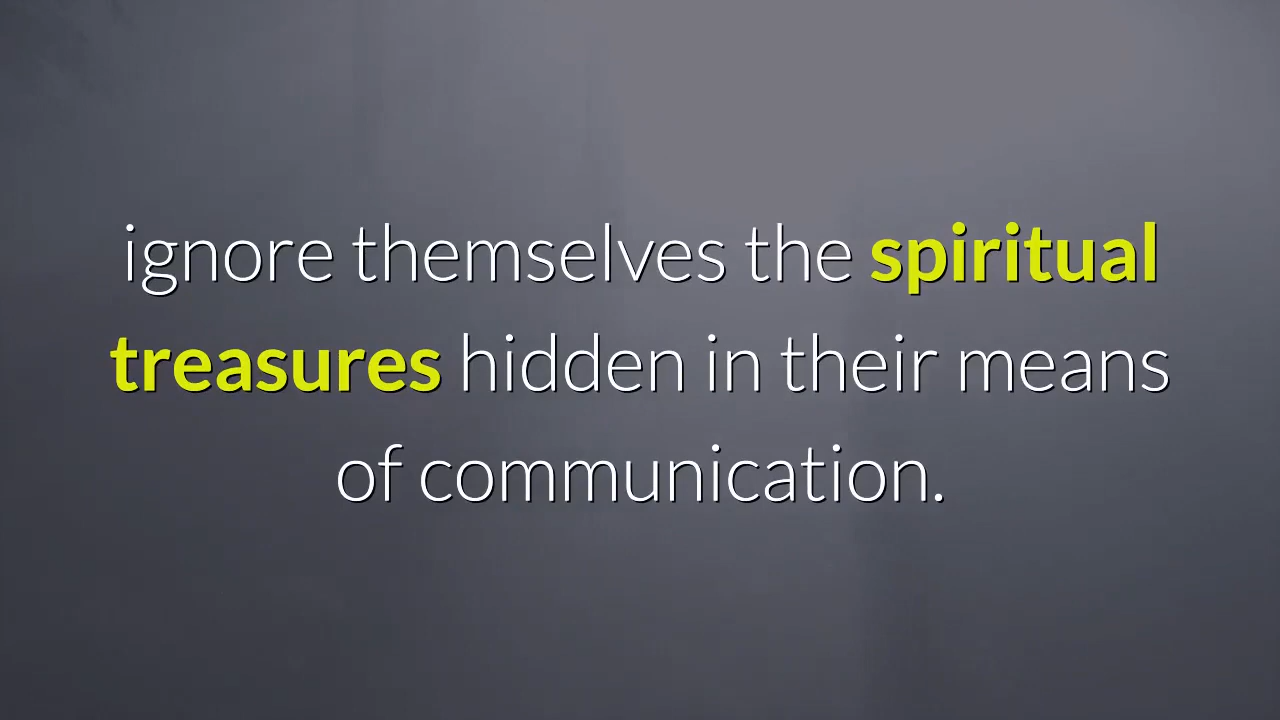 ignore themselves the spiritual
treasures hidden in their means
of communication.